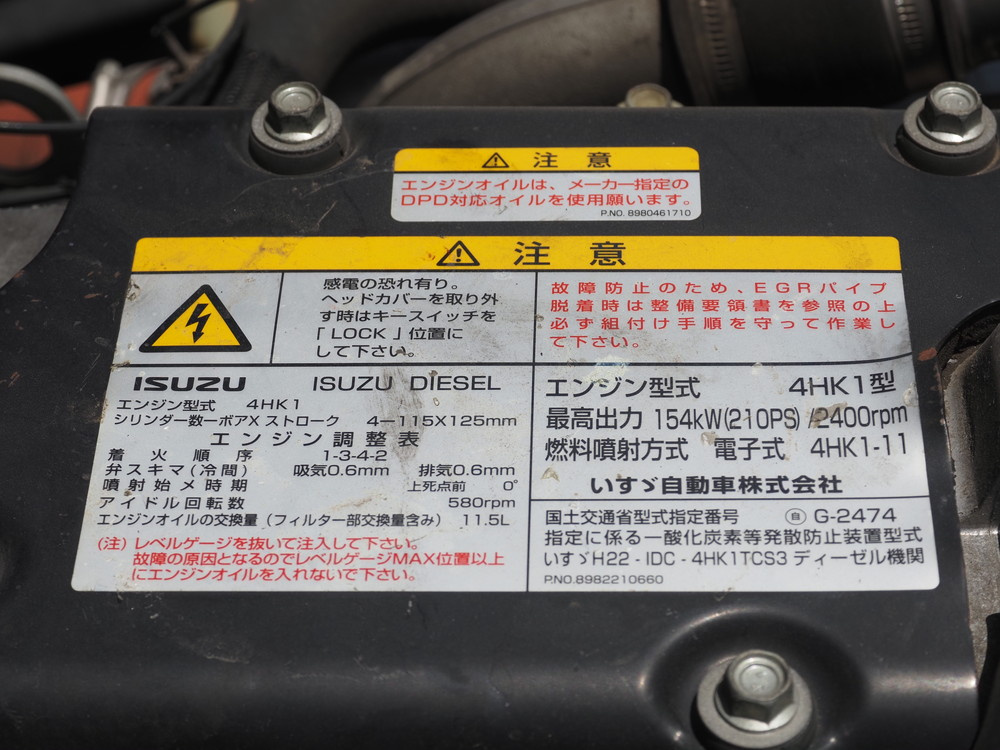 ⚠ 注意
エンジンオイルは、メーカー指定の
DPD対応オイルを使用願います。
P.NO. 8980461710
⚠ 注意
感電の恐れ有り。
ヘッドカバーを取り外
す時はキースイッチを
「LOCK」位置に
して下さい。
故障防止のため、EGRパイプ
脱着時は整備要領書を参照の上
必ず組付け手順を守って作業し
て下さい。
ISUZU ISUZU DIESEL
エンジン型式 4HK1
シリンダー数ーボアXストローク 4ー115X125mm
エンジン調整表
着火順序 1-3-4-2
弁スキマ(冷間) 吸気0.6mm 排気0.6mm
噴射始メ時期 上死点前 0°
アイドル回転数 580rpm
エンジンオイルの交換量(フィルター部交換量含み) 11.5L
(注)レベルゲージを抜いて注入して下さい。
故障の原因となるのでレベルゲージMAX位置以上
にエンジンオイルを入れないで下さい。
エンジン型式 4HK1型
最高出力 154kW(210PS)/2400rpm
燃料噴射方式 電子式 4HK1-11
いすゞ自動車株式会社
国土交通省型式指定番号 ㊀自 G-2474
指定に係る一酸化炭素等発散防止装置型式
いすゞH22-IDC-4HK1TCS3 ディーゼル機関
P.NO.8982210660